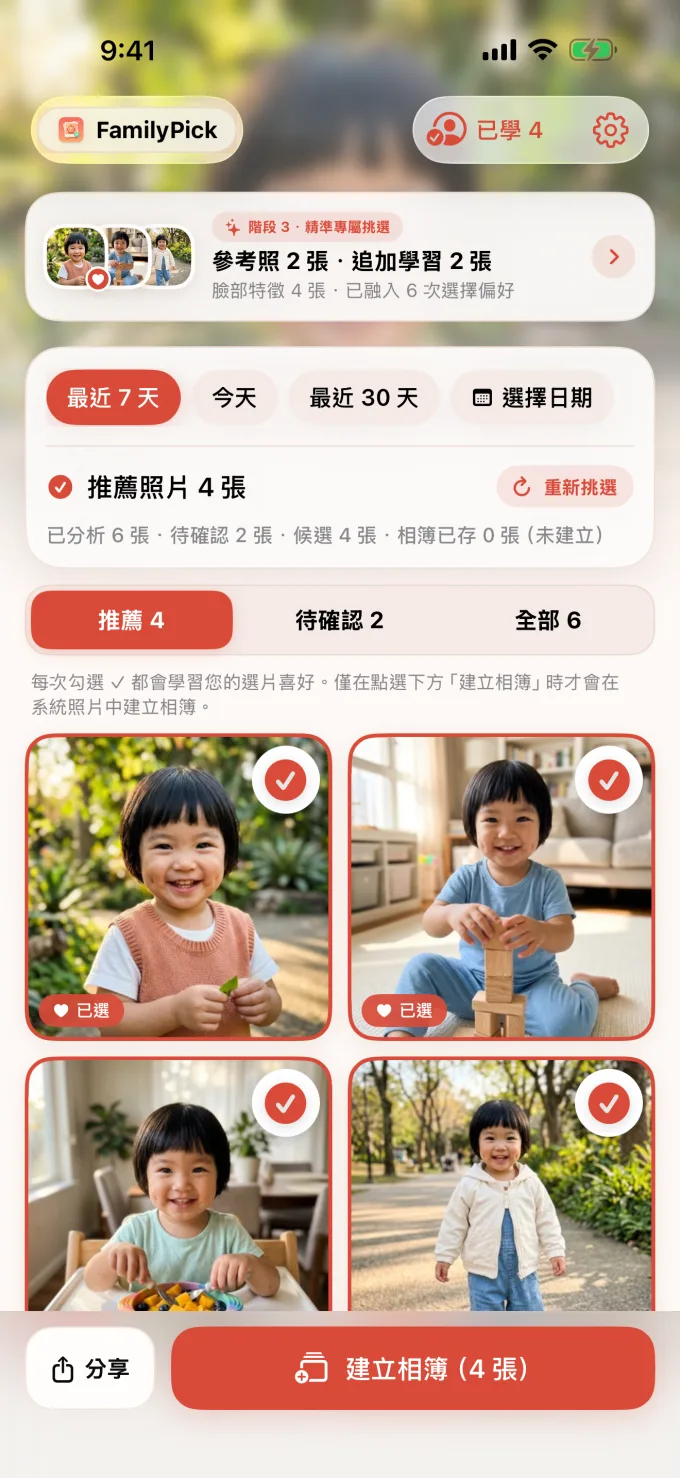 9:41
FamilyPick
已學 4
階段 3 · 精準專屬挑選
參考照 2 張 · 追加學習 2 張
臉部特徵 4 張 · 已融入 6 次選擇偏好
最近 7 天
今天
最近 30 天
選擇日期
推薦照片 4 張
重新挑選
已分析 6 張 · 待確認 2 張 · 候選 4 張 · 相簿已存 0 張（未建立）
推薦 4
待確認 2
全部 6
每次勾選 ✓ 都會學習您的選片喜好。僅在點選下方「建立相簿」時才會在
系統照片中建立相簿。
已選
已選
分享
建立相簿（4 張）